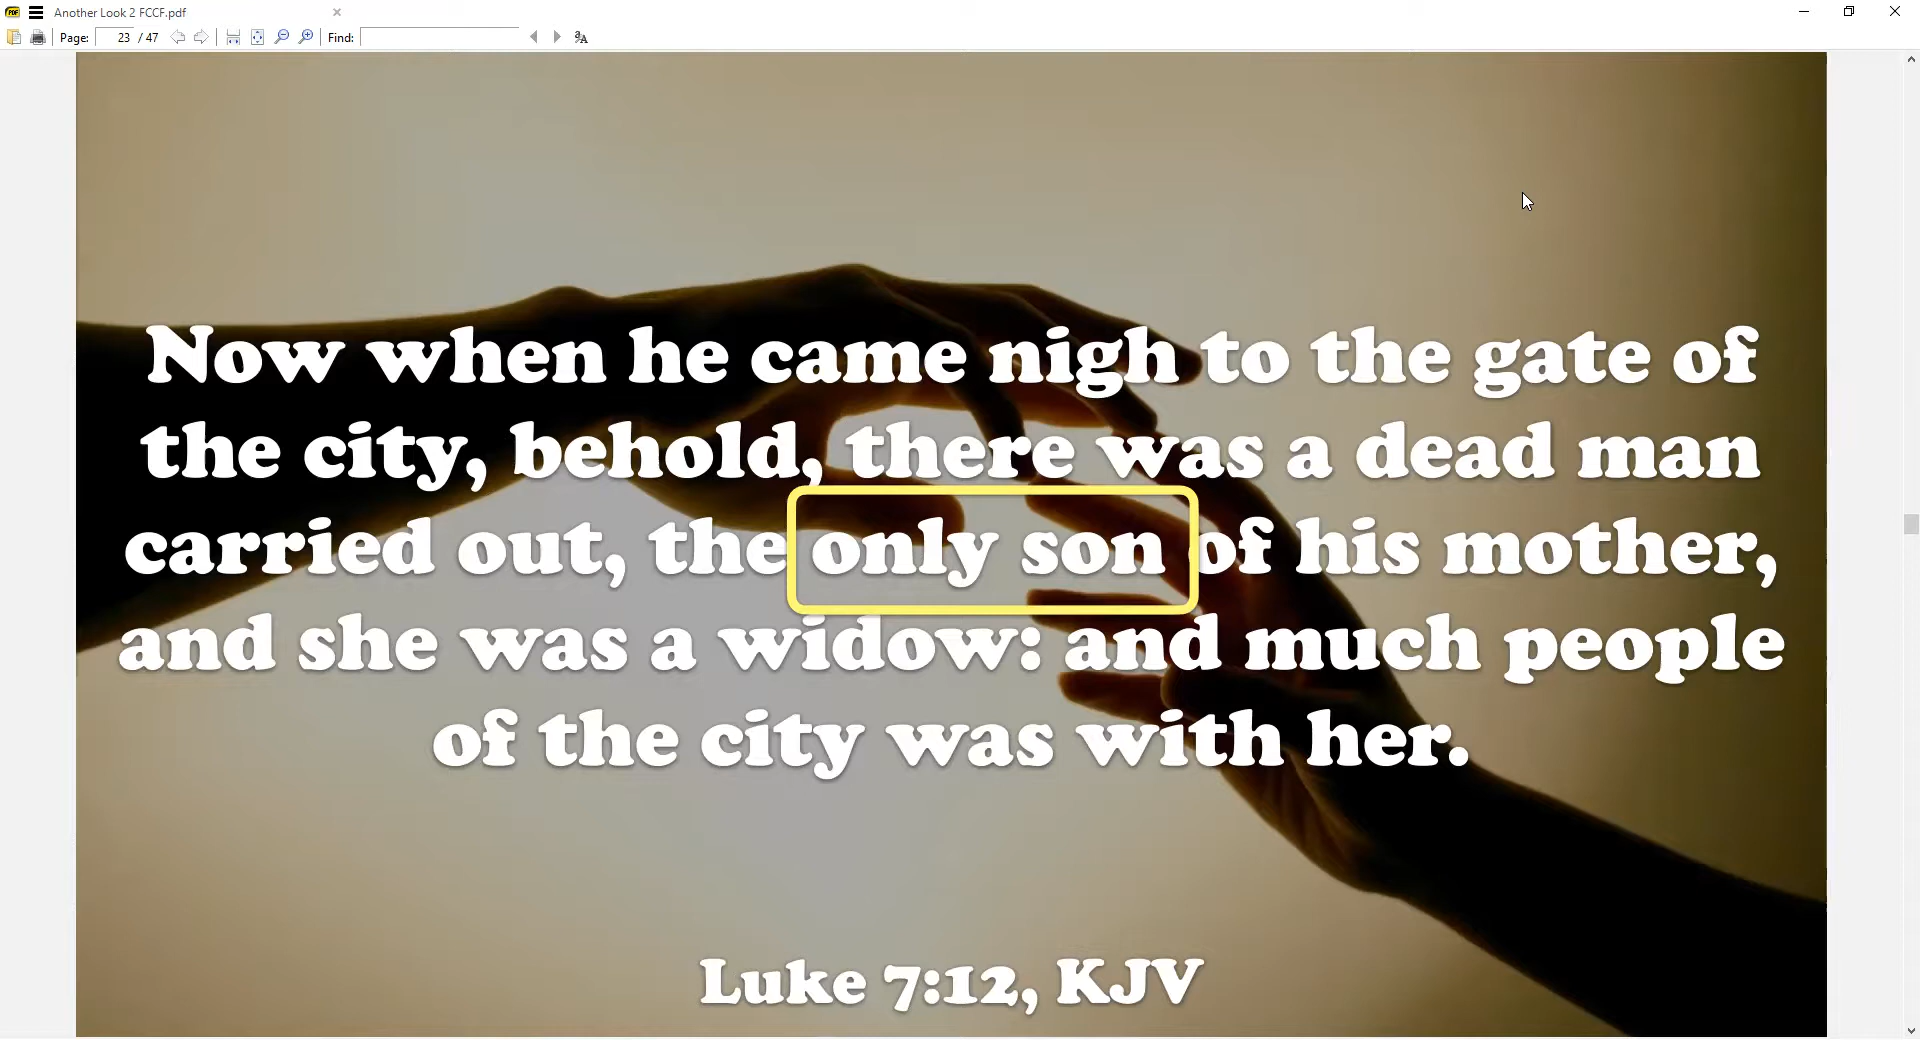 Another Look 2 FCCF.pdf
Page: 23 / 47 Find:
Now when he came nigh to the gate of
the city, behold, there was a dead man
carried out, the only son of his mother,
and she was a widow: and much people
of the city was with her.
Luke 7:12, KJV